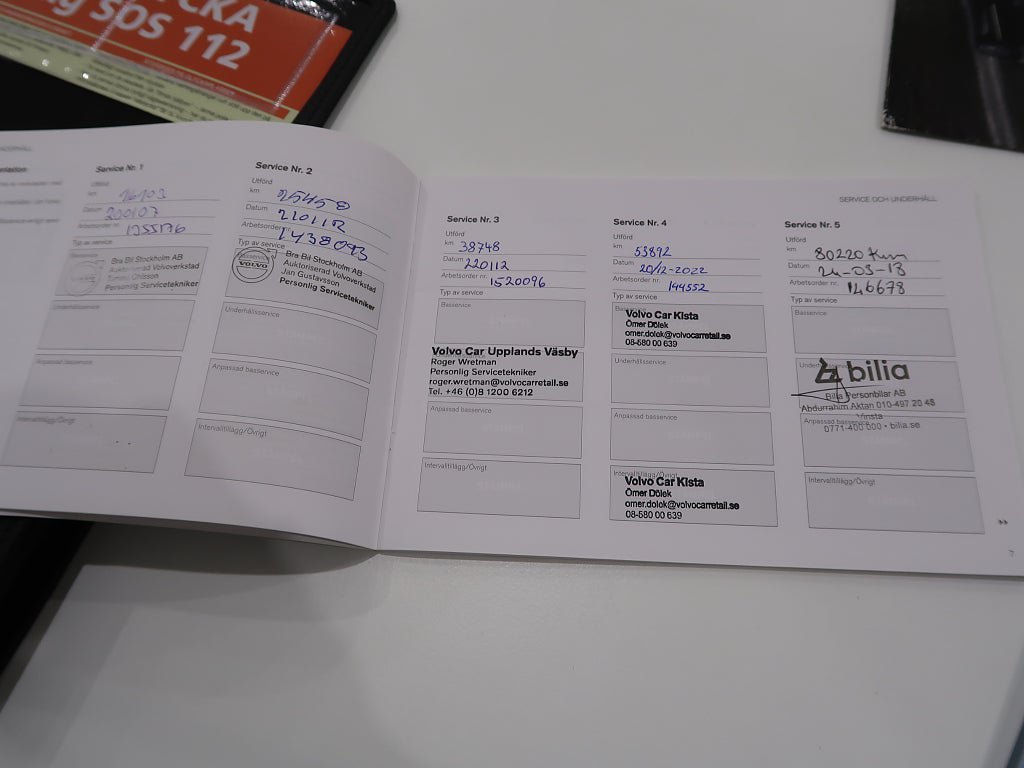 SOS 112
Service Nr. 1
Utförd
km 16103
Datum 200107
Arbetsorder nr. 1355176
Typ av service
Basservice
Bra Bil Stockholm AB
Auktoriserad Volvoverkstad
Ohlsson
Personlig Servicetekniker
Underhållsservice
Anpassad basservice
Intervalltillägg/Övrigt
Service Nr. 2
Utförd
km 25458
Datum 210112
Arbetsorder 1438093
Typ av service
VOLVO
Bra Bil Stockholm AB
Auktoriserad Volvoverkstad
Jan Gustavsson
Personlig Servicetekniker
Underhållsservice
Anpassad basservice
Intervalltillägg/Övrigt
SERVICE OCH UNDERHÅLL
Service Nr. 3
Utförd
km 38748
Datum 220112
Arbetsorder nr. 1520096
Typ av service
Basservice
Volvo Car Upplands Väsby
Roger Wretman
Personlig Servicetekniker
roger.wretman@volvocarretail.se
Tel. +46 (0)8 1200 6212
Anpassad basservice
Intervalltillägg/Övrigt
Service Nr. 4
Utförd
km 53892
Datum 20/12-2022
Arbetsorder nr. 144552
Typ av service
Volvo Car Kista
Ömer Dölek
omer.dolok@volvocarretail.se
08-580 00 639
Underhållsservice
Anpassad basservice
Intervalltillägg/Övrigt
Volvo Car Kista
Ömer Dölek
omer.dolok@volvocarretail.se
08-580 00 639
Service Nr. 5
Utförd
km 80220 km
Datum 24-03-18
Arbetsorder nr. 146678
Typ av service
Basservice
bilia
Bilia Personbilar AB
Abdurrahim Aktan 010-497 20 48
Vinsta
Anpassad basservice
0771-400 000 • bilia.se
Intervalltillägg/Övrigt
7